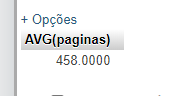 + Opções
AVG(paginas)
458.0000